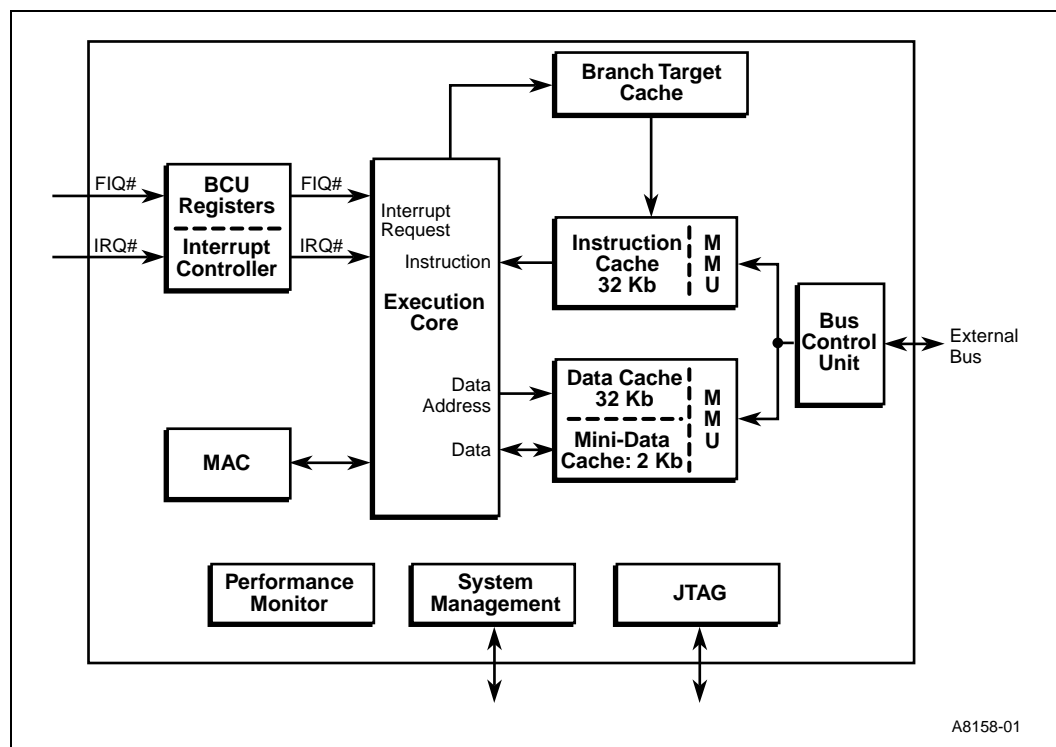 Branch Target
Cache
FIQ#
BCU
Registers
FIQ#
IRQ#
Interrupt
Controller
IRQ#
Interrupt
Request
Instruction
Execution
Core
Data
Address
Data
Instruction
Cache
32 Kb
M
M
U
Data Cache
32 Kb
Mini-Data
Cache: 2 Kb
M
M
U
Bus
Control
Unit
External
Bus
MAC
Performance
Monitor
System
Management
JTAG
A8158-01